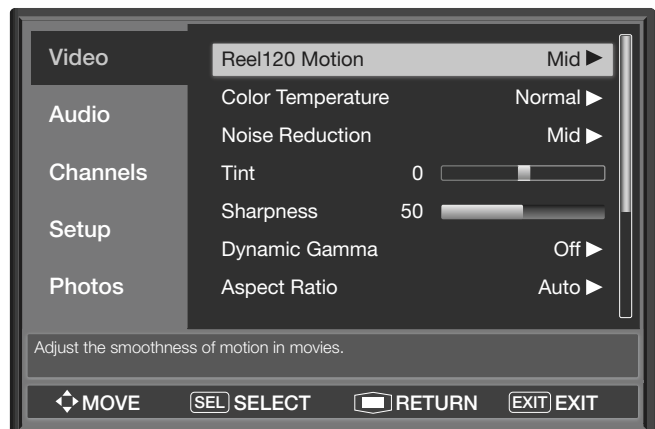 Video
Audio
Channels
Setup
Photos
Reel120 Motion Mid
Color Temperature Normal
Noise Reduction Mid
Tint 0
Sharpness 50
Dynamic Gamma Off
Aspect Ratio Auto
Adjust the smoothness of motion in movies.
MOVE SEL SELECT RETURN EXIT EXIT